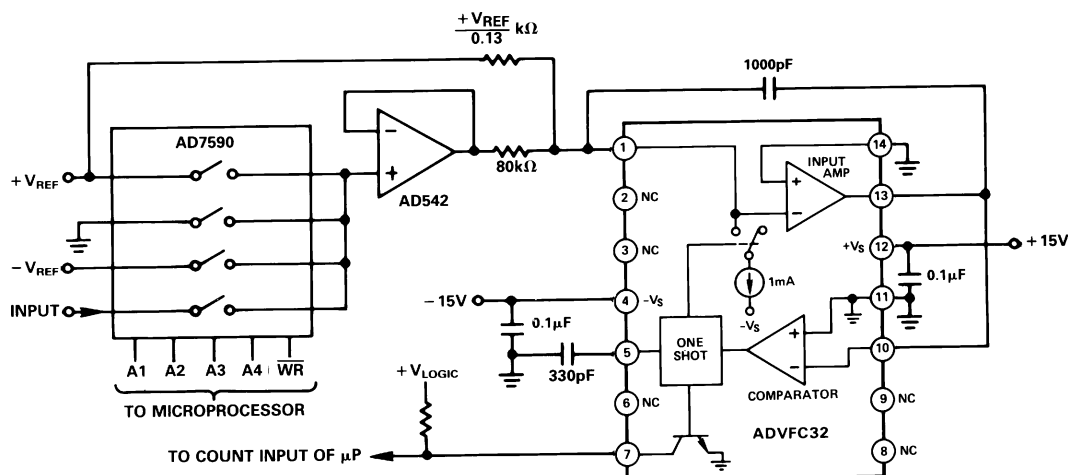 + VREF
0.13 kΩ
1000pF
AD7590
+ VREF
− VREF
INPUT
A1 A2 A3 A4 WR
TO MICROPROCESSOR
−
+
AD542
80kΩ
1
2 NC
3 NC
4 −VS
5
6 NC
7
14
13
+VS 12
11
10
9 NC
8 NC
INPUT
AMP
+
−
1mA
−VS
+ 15V
0.1µF
− 15V
0.1µF
330pF
ONE
SHOT
+
−
COMPARATOR
ADVFC32
+ VLOGIC
TO COUNT INPUT OF µP